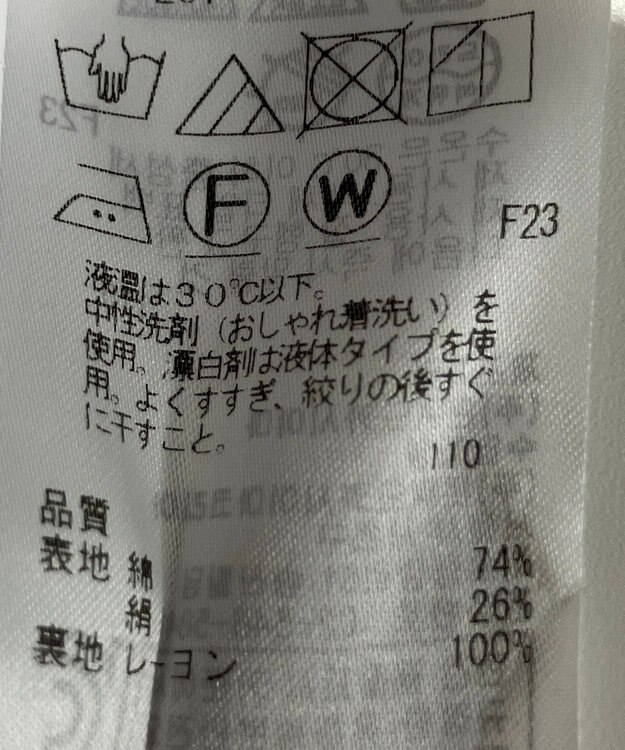 F
W
F23
液温は30℃以下。
中性洗剤（おしゃれ着洗い）を
使用。漂白剤は液体タイプを使
用。よくすすぎ、絞りの後すぐ
に干すこと。
110
品質
表地 綿 74%
絹 26%
裏地 レーヨン 100%